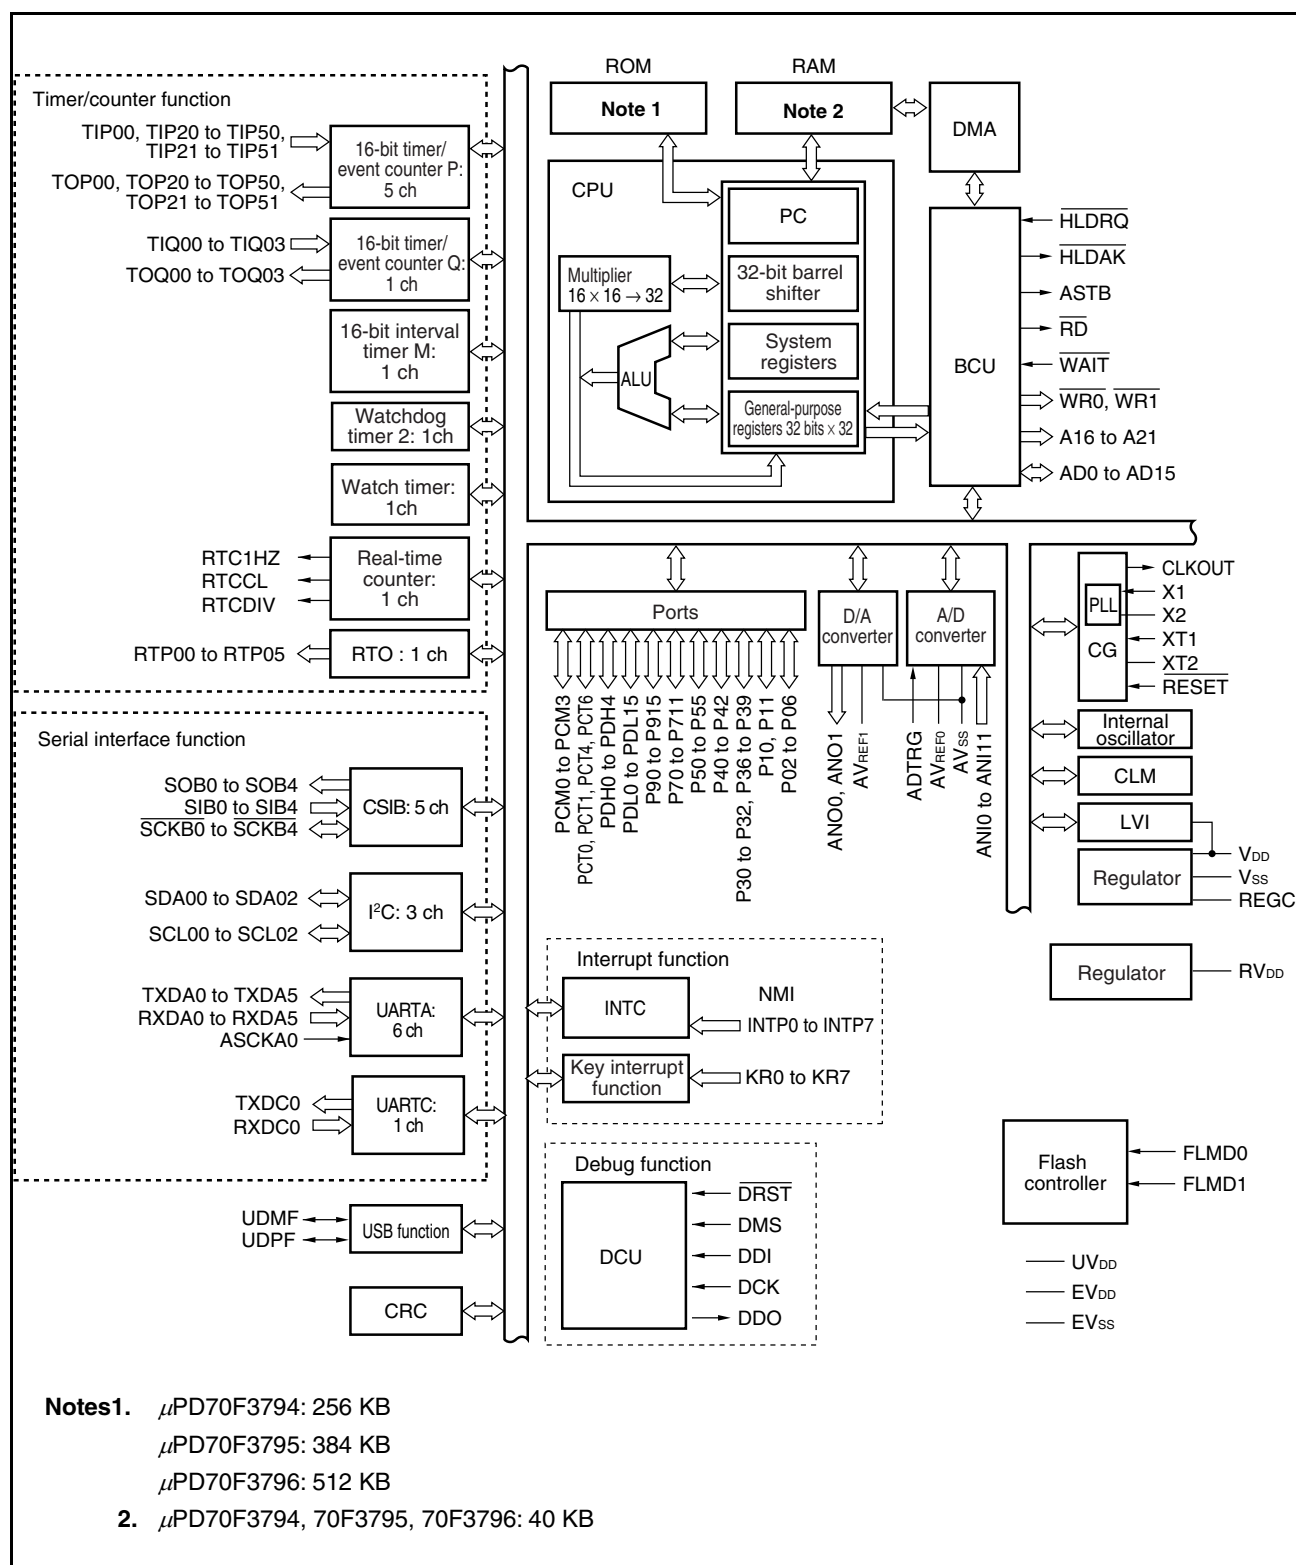 Timer/counter function
TIP00, TIP20 to TIP50,
TIP21 to TIP51
TOP00, TOP20 to TOP50,
TOP21 to TOP51
16-bit timer/
event counter P:
5 ch
TIQ00 to TIQ03
TOQ00 to TOQ03
16-bit timer/
event counter Q:
1 ch
16-bit interval
timer M:
1 ch
Watchdog
timer 2: 1ch
Watch timer:
1ch
RTC1HZ
RTCCL
RTCDIV
Real-time
counter:
1 ch
RTP00 to RTP05
RTO : 1 ch
Serial interface function
SOB0 to SOB4
SIB0 to SIB4
S̅C̅K̅B̅0̅ to S̅C̅K̅B̅4̅
CSIB: 5 ch
SDA00 to SDA02
SCL00 to SCL02
I²C: 3 ch
TXDA0 to TXDA5
RXDA0 to RXDA5
ASCKA0
UARTA:
6 ch
TXDC0
RXDC0
UARTC:
1 ch
UDMF
UDPF
USB function
CRC
ROM
Note 1
RAM
Note 2
DMA
CPU
PC
Multiplier
16 × 16 → 32
32-bit barrel
shifter
ALU
System
registers
General-purpose
registers 32 bits × 32
BCU
H̅L̅D̅R̅Q̅
H̅L̅D̅A̅K̅
ASTB
R̅D̅
W̅A̅I̅T̅
W̅R̅0̅, W̅R̅1̅
A16 to A21
AD0 to AD15
Ports
PCM0 to PCM3
PCT0, PCT1, PCT4, PCT6
PDH0 to PDH4
PDL0 to PDL15
P90 to P915
P70 to P711
P50 to P55
P40 to P42
P30 to P32, P36 to P39
P10, P11
P02 to P06
D/A
converter
ANO0, ANO1
AVREF1
A/D
converter
ADTRG
AVREF0
AVSS
ANI0 to ANI11
PLL
CG
CLKOUT
X1
X2
XT1
XT2
R̅E̅S̅E̅T̅
Internal
oscillator
CLM
LVI
Regulator
VDD
VSS
REGC
Regulator
RVDD
Interrupt function
INTC
NMI
INTP0 to INTP7
Key interrupt
function
KR0 to KR7
Debug function
DCU
D̅R̅S̅T̅
DMS
DDI
DCK
DDO
Flash
controller
FLMD0
FLMD1
UVDD
EVDD
EVSS
Notes1. µPD70F3794: 256 KB
µPD70F3795: 384 KB
µPD70F3796: 512 KB
2. µPD70F3794, 70F3795, 70F3796: 40 KB